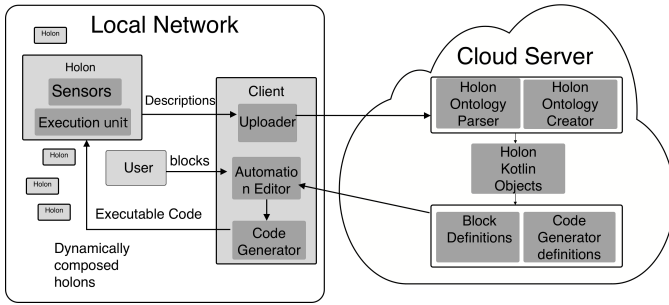 Local Network
Holon
Holon
Sensors
Execution unit
Descriptions
Client
Uploader
Holon
User
blocks
Automatio
n Editor
Holon
Holon
Executable Code
Code
Generator
Dynamically
composed
holons
Cloud Server
Holon
Ontology
Parser
Holon
Ontology
Creator
Holon
Kotlin
Objects
Block
Definitions
Code
Generator
definitions